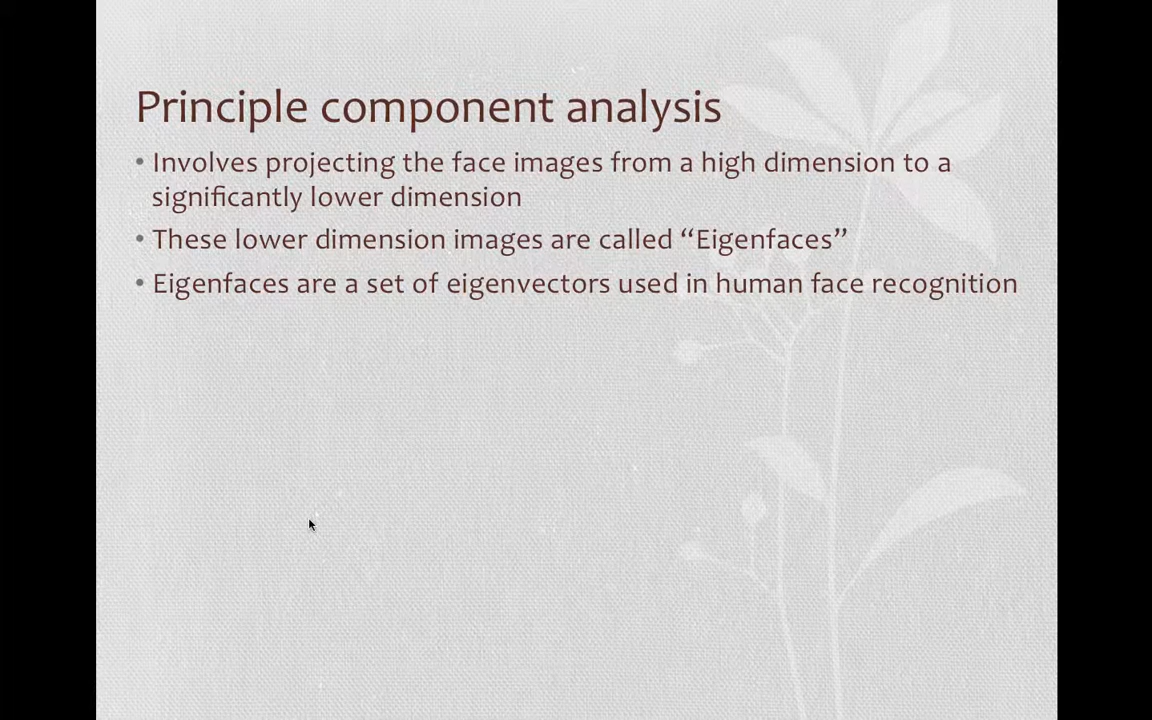 Principle component analysis
• Involves projecting the face images from a high dimension to a
significantly lower dimension
• These lower dimension images are called “Eigenfaces”
• Eigenfaces are a set of eigenvectors used in human face recognition